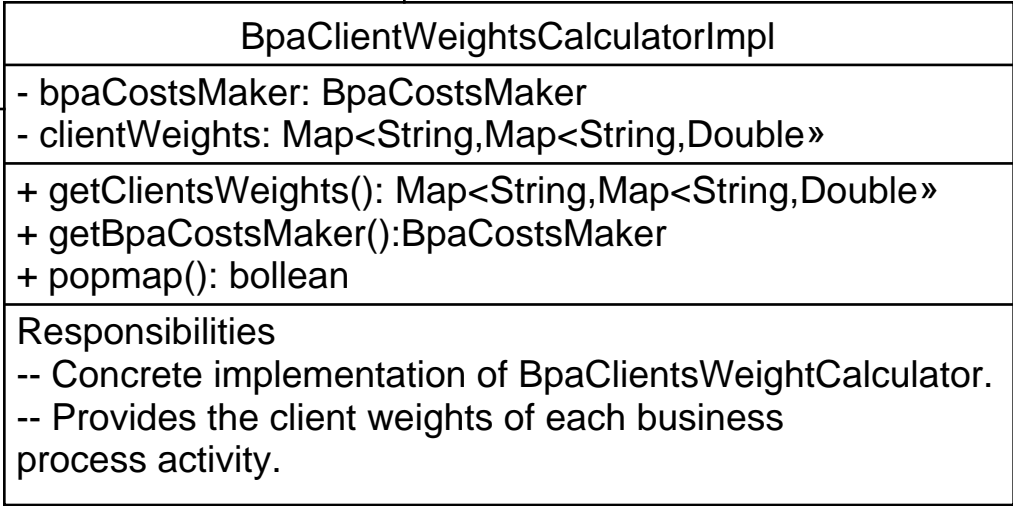 BpaClientWeightsCalculatorImpl
- bpaCostsMaker: BpaCostsMaker
- clientWeights: Map<String,Map<String,Double»
+ getClientsWeights(): Map<String,Map<String,Double»
+ getBpaCostsMaker():BpaCostsMaker
+ popmap(): bollean
Responsibilities
-- Concrete implementation of BpaClientsWeightCalculator.
-- Provides the client weights of each business
process activity.